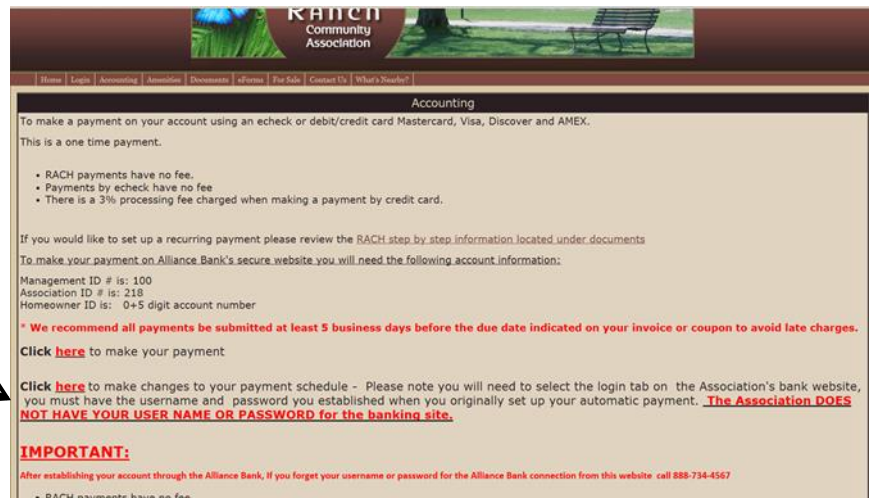 RANCH
Community
Association
Home | Login | Accounting | Amenities | Documents | eForms | For Sale | Contact Us | What's Nearby?
Accounting
To make a payment on your account using an echeck or debit/credit card Mastercard, Visa, Discover and AMEX.
This is a one time payment.
• RACH payments have no fee.
• Payments by echeck have no fee
• There is a 3% processing fee charged when making a payment by credit card.
If you would like to set up a recurring payment please review the RACH step by step information located under documents
To make your payment on Alliance Bank's secure website you will need the following account information:
Management ID # is: 100
Association ID # is: 218
Homeowner ID is: 0+5 digit account number
* We recommend all payments be submitted at least 5 business days before the due date indicated on your invoice or coupon to avoid late charges.
Click here to make your payment
Click here to make changes to your payment schedule - Please note you will need to select the login tab on the Association's bank website,
you must have the username and password you established when you originally set up your automatic payment. The Association DOES
NOT HAVE YOUR USER NAME OR PASSWORD for the banking site.
IMPORTANT:
After establishing your account through the Alliance Bank, If you forget your username or password for the Alliance Bank connection from this website call 888-734-4567
• RACH payments have no fee